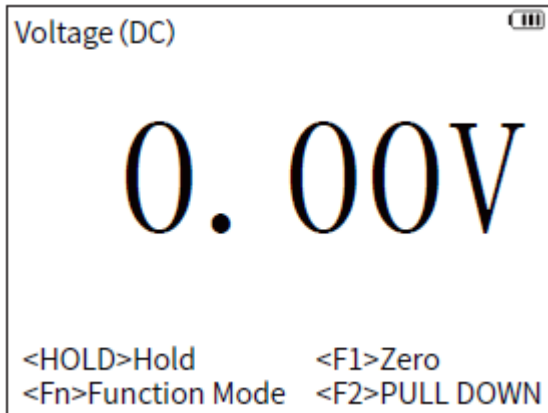 Voltage (DC)
0.00V
<HOLD>Hold <F1>Zero
<Fn>Function Mode <F2>PULL DOWN